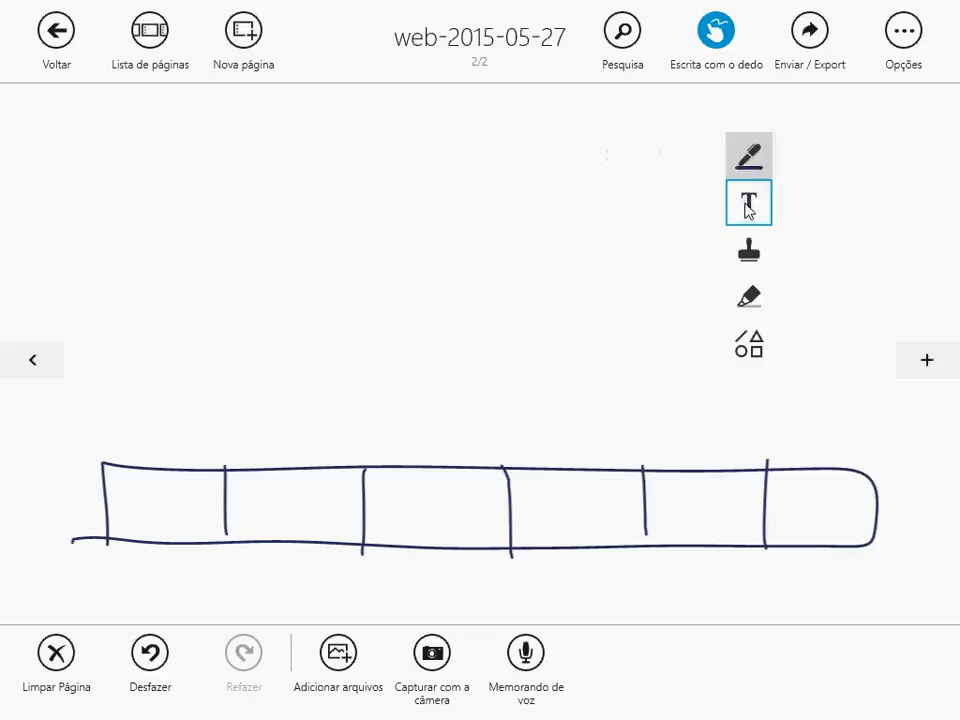 web-2015-05-27
2/2
Voltar
Lista de páginas
Nova página
Pesquisa
Escrita com o dedo
Enviar / Export
Opções
T
Limpar Página
Desfazer
Refazer
Adicionar arquivos
Capturar com a
câmera
Memorando de
voz